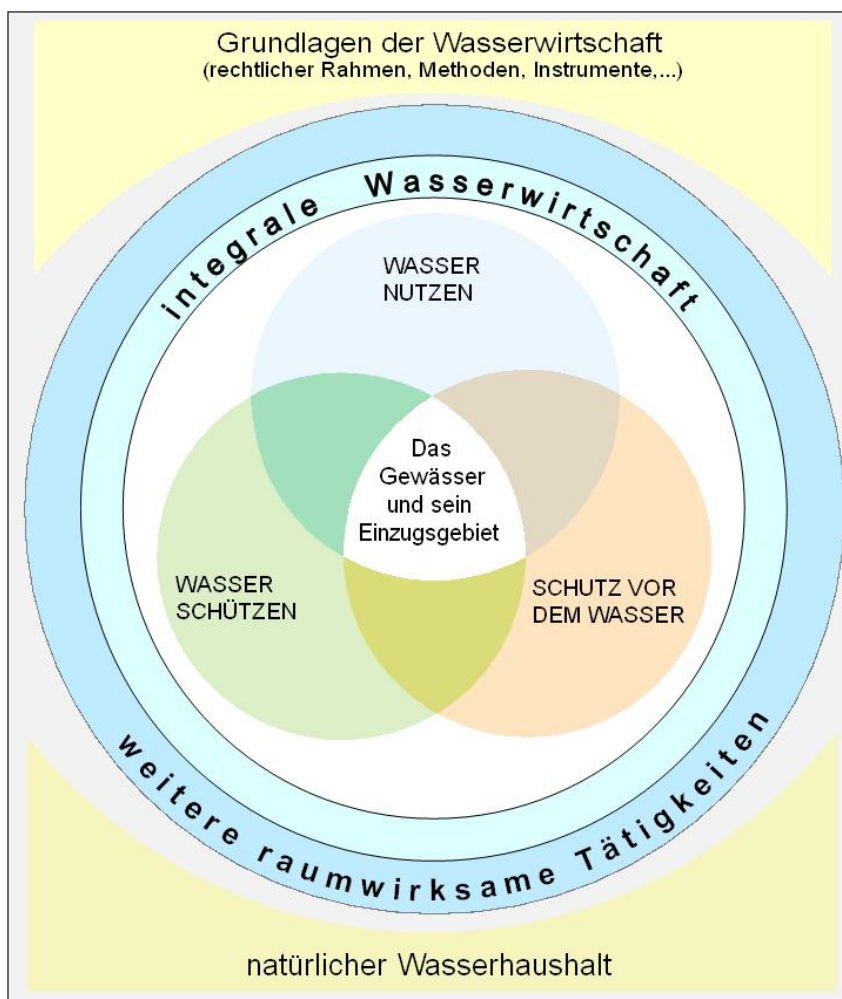 Grundlagen der Wasserwirtschaft
(rechtlicher Rahmen, Methoden, Instrumente,...)
integrale Wasserwirtschaft
WASSER
NUTZEN
Das
Gewässer
und sein
Einzugsgebiet
WASSER
SCHÜTZEN
SCHUTZ VOR
DEM WASSER
weitere raumwirksame Tätigkeiten
natürlicher Wasserhaushalt